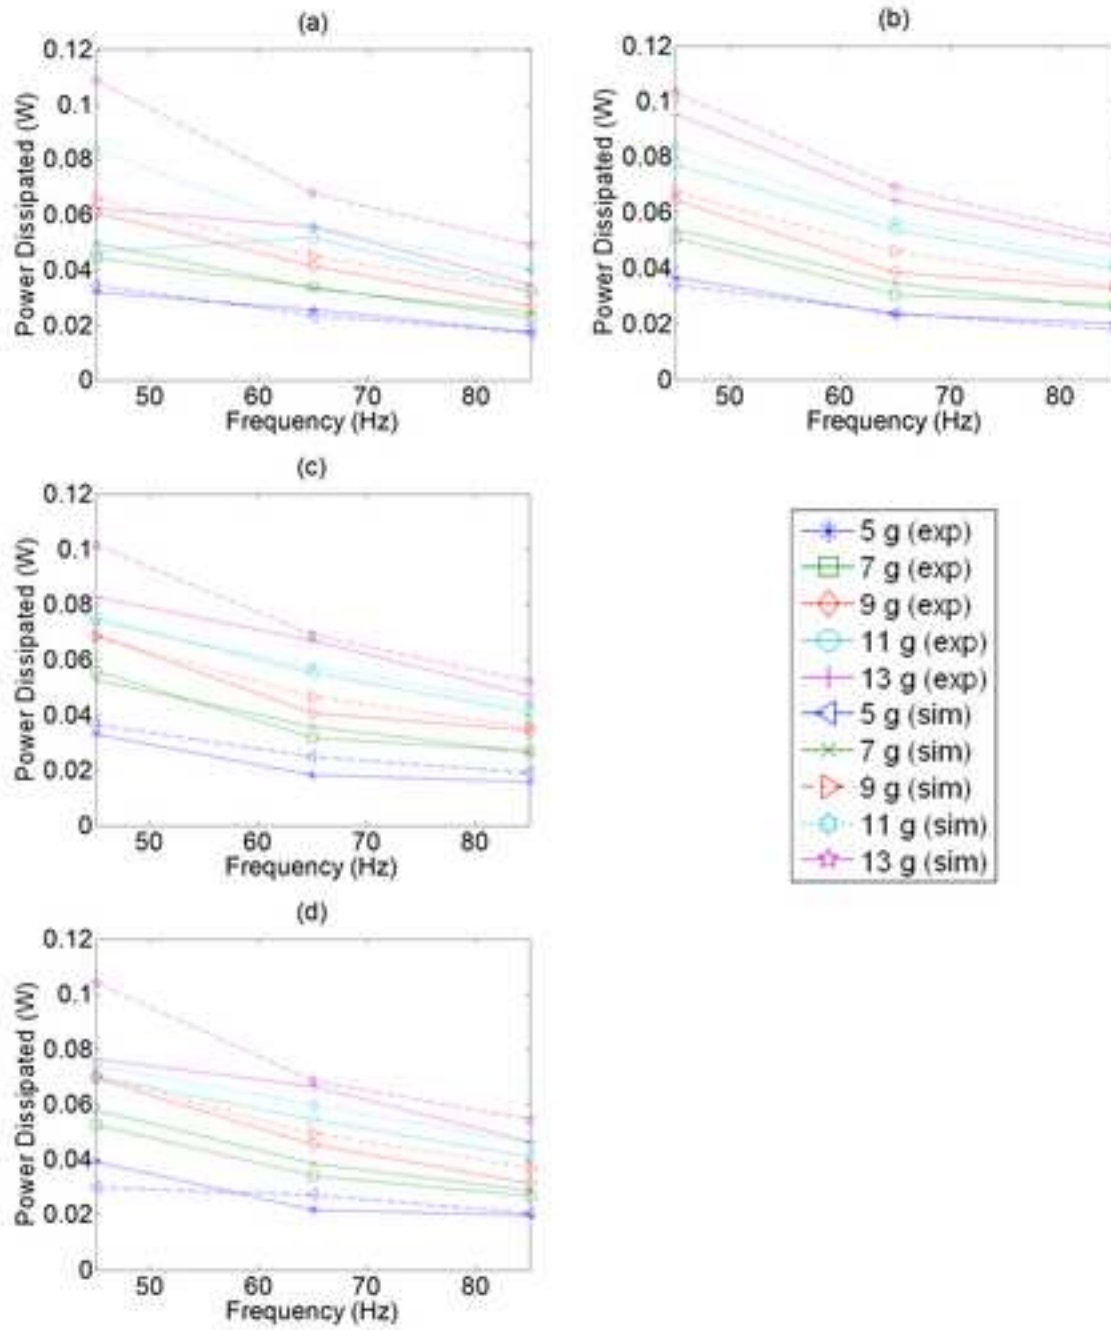 (a)
0.12
0.1
0.08
0.06
0.04
0.02
0
Power Dissipated (W)
50 60 70 80
Frequency (Hz)
(b)
0.12
0.1
0.08
0.06
0.04
0.02
0
Power Dissipated (W)
50 60 70 80
Frequency (Hz)
(c)
0.12
0.1
0.08
0.06
0.04
0.02
0
Power Dissipated (W)
50 60 70 80
Frequency (Hz)
5 g (exp)
7 g (exp)
9 g (exp)
11 g (exp)
13 g (exp)
5 g (sim)
7 g (sim)
9 g (sim)
11 g (sim)
13 g (sim)
(d)
0.12
0.1
0.08
0.06
0.04
0.02
0
Power Dissipated (W)
50 60 70 80
Frequency (Hz)